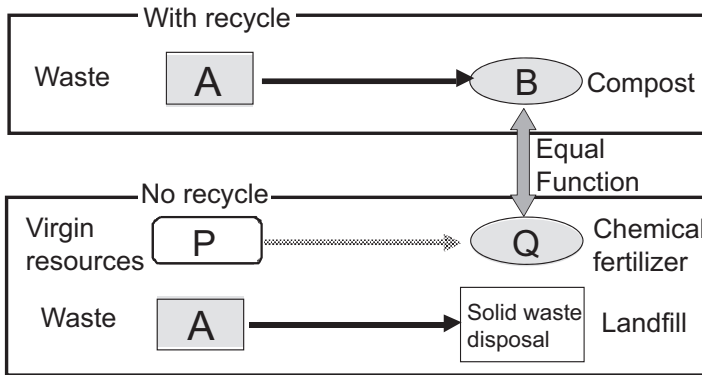 With recycle
Waste A B Compost
Equal
Function
No recycle
Virgin
resources
P Q Chemical
fertilizer
Waste A Solid waste
disposal
Landfill